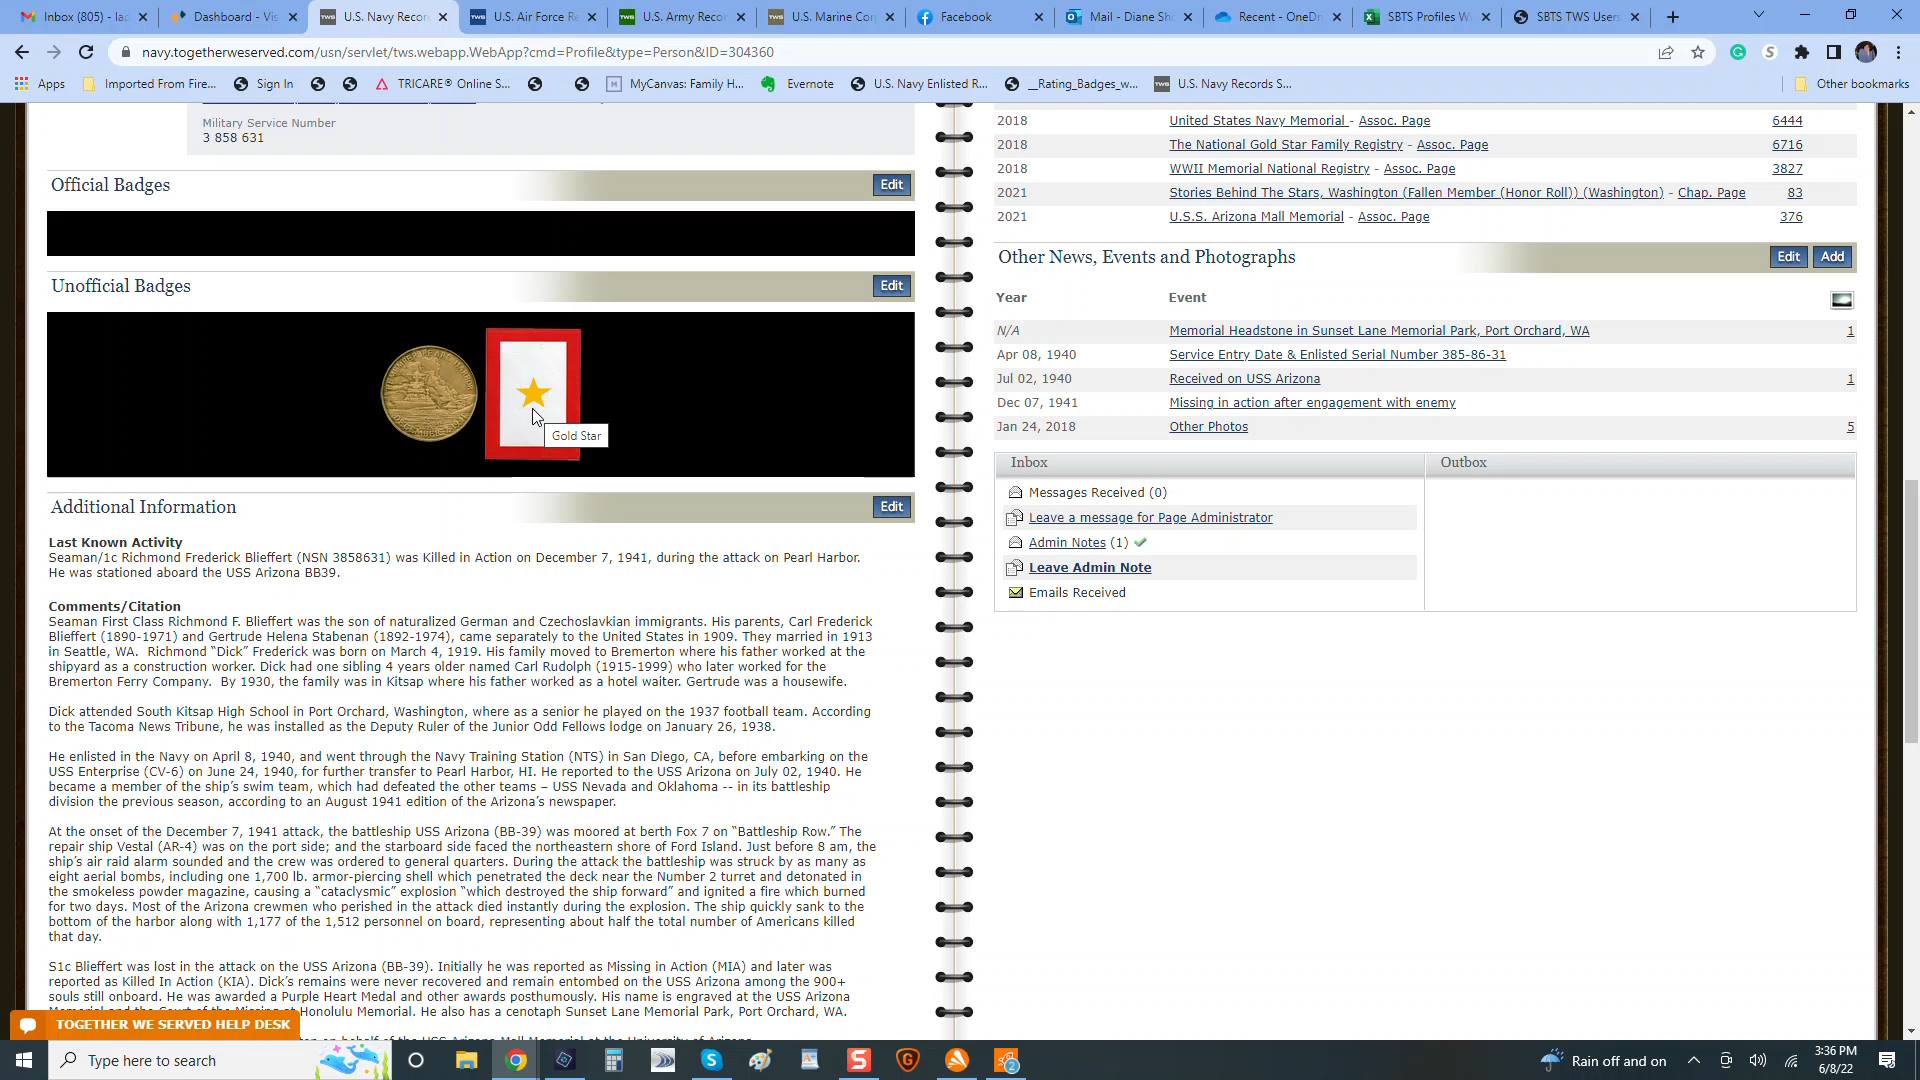 Inbox (805) - lad
Dashboard - Vis
U.S. Navy Recor
U.S. Air Force Re
U.S. Army Reco
U.S. Marine Cor
Facebook
Mail - Diane Sh
Recent - OneDr
SBTS Profiles W
SBTS TWS Users
navy.togetherweserved.com/usn/servlet/tws.webapp.WebApp?cmd=Profile&type=Person&ID=304360
Apps
Imported From Fire...
Sign In
TRICARE® Online S...
MyCanvas: Family H...
Evernote
U.S. Navy Enlisted R...
__Rating_Badges_w...
U.S. Navy Records S...
Other bookmarks
Military Service Number
3 858 631
Official Badges
Edit
Unofficial Badges
Edit
Gold Star
Additional Information
Edit
Last Known Activity
Seaman/1c Richmond Frederick Blieffert (NSN 3858631) was Killed in Action on December 7, 1941, during the attack on Pearl Harbor.
He was stationed aboard the USS Arizona BB39.
Comments/Citation
Seaman First Class Richmond F. Blieffert was the son of naturalized German and Czechoslavkian immigrants. His parents, Carl Frederick
Blieffert (1890-1971) and Gertrude Helena Stabenan (1892-1974), came separately to the United States in 1909. They married in 1913
in Seattle, WA.  Richmond “Dick” Frederick was born on March 4, 1919. His family moved to Bremerton where his father worked at the
shipyard as a construction worker. Dick had one sibling 4 years older named Carl Rudolph (1915-1999) who later worked for the
Bremerton Ferry Company.  By 1930, the family was in Kitsap where his father worked as a hotel waiter. Gertrude was a housewife.
Dick attended South Kitsap High School in Port Orchard, Washington, where as a senior he played on the 1937 football team. According
to the Tacoma News Tribune, he was installed as the Deputy Ruler of the Junior Odd Fellows lodge on January 26, 1938.
He enlisted in the Navy on April 8, 1940, and went through the Navy Training Station (NTS) in San Diego, CA, before embarking on the
USS Enterprise (CV-6) on June 24, 1940, for further transfer to Pearl Harbor, HI. He reported to the USS Arizona on July 02, 1940. He
became a member of the ship’s swim team, which had defeated the other teams – USS Nevada and Oklahoma -- in its battleship
division the previous season, according to an August 1941 edition of the Arizona’s newspaper.
At the onset of the December 7, 1941 attack, the battleship USS Arizona (BB-39) was moored at berth Fox 7 on “Battleship Row.” The
repair ship Vestal (AR-4) was on the port side; and the starboard side faced the northeastern shore of Ford Island. Just before 8 am, the
ship’s air raid alarm sounded and the crew was ordered to general quarters. During the attack the battleship was struck by as many as
eight aerial bombs, including one 1,700 lb. armor-piercing shell which penetrated the deck near the Number 2 turret and detonated in
the smokeless powder magazine, causing a “cataclysmic” explosion “which destroyed the ship forward” and ignited a fire which burned
for two days. Most of the Arizona crewmen who perished in the attack died instantly during the explosion. The ship quickly sank to the
bottom of the harbor along with 1,177 of the 1,512 personnel on board, representing about half the total number of Americans killed
that day.
S1c Blieffert was lost in the attack on the USS Arizona (BB-39). Initially he was reported as Missing in Action (MIA) and later was
reported as Killed In Action (KIA). Dick’s remains were never recovered and remain entombed on the USS Arizona among the 900+
souls still onboard. He was awarded a Purple Heart Medal and other awards posthumously. His name is engraved at the USS Arizona
Honolulu Memorial. He also has a cenotaph Sunset Lane Memorial Park, Port Orchard, WA.
TOGETHER WE SERVED HELP DESK
2018 United States Navy Memorial - Assoc. Page 6444
2018 The National Gold Star Family Registry - Assoc. Page 6716
2018 WWII Memorial National Registry - Assoc. Page 3827
2021 Stories Behind The Stars, Washington (Fallen Member (Honor Roll)) (Washington) - Chap. Page 83
2021 U.S.S. Arizona Mall Memorial - Assoc. Page 376
Other News, Events and Photographs
Edit Add
Year Event
N/A Memorial Headstone in Sunset Lane Memorial Park, Port Orchard, WA 1
Apr 08, 1940 Service Entry Date & Enlisted Serial Number 385-86-31
Jul 02, 1940 Received on USS Arizona 1
Dec 07, 1941 Missing in action after engagement with enemy
Jan 24, 2018 Other Photos 5
Inbox Outbox
Messages Received (0)
Leave a message for Page Administrator
Admin Notes (1)
Leave Admin Note
Emails Received
Type here to search
2
Rain off and on
3:36 PM
6/8/22